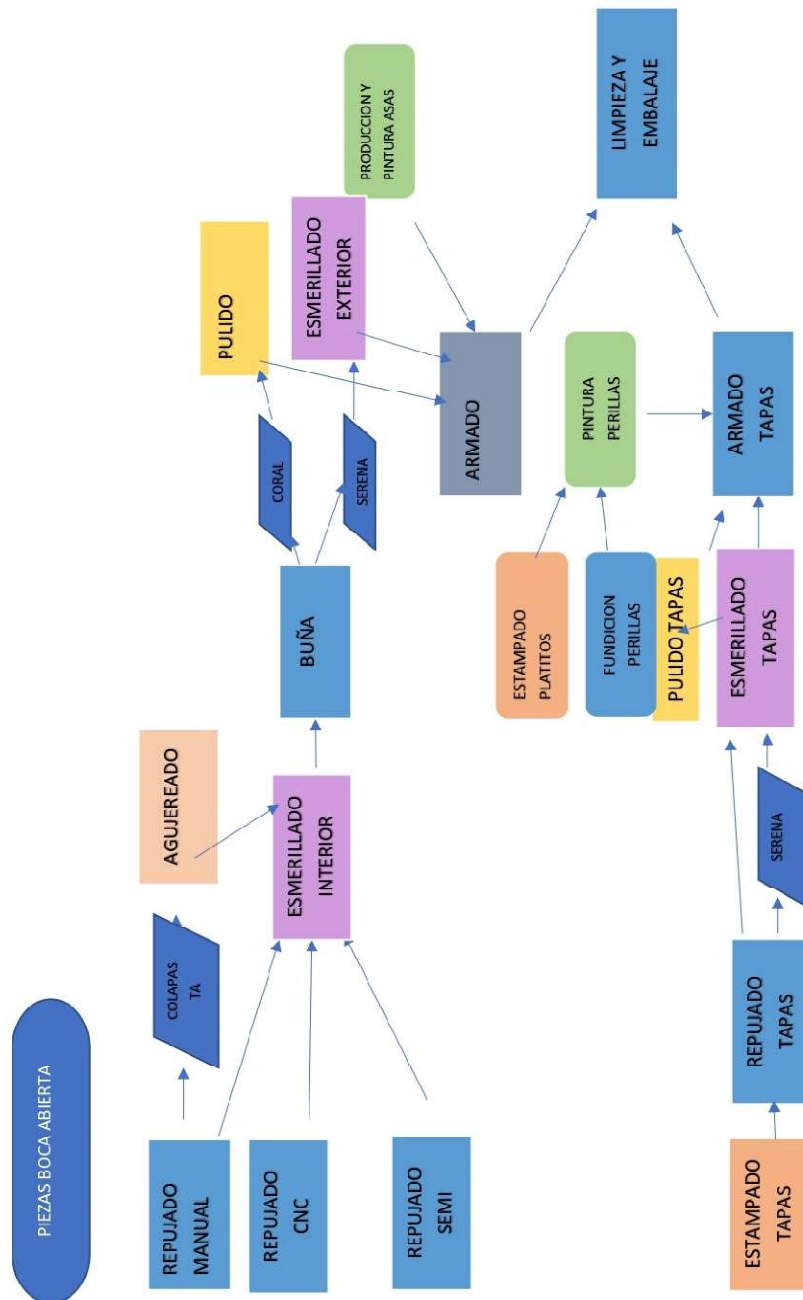 PIEZAS BOCA ABIERTA
REPUJADO
MANUAL
COLAPAS
TA
AGUJEREADO
PULIDO
REPUJADO
CNC
ESMERILLADO
INTERIOR
BUÑA
CORAL
SERENA
ESMERILLADO
EXTERIOR
PRODUCCION Y
PINTURA ASAS
REPUJADO
SEMI
ARMADO
ESTAMPADO
PLATITOS
PINTURA
PERILLAS
LIMPIEZA Y
EMBALAJE
FUNDICION
PERILLAS
PULIDO TAPAS
ESTAMPADO
TAPAS
REPUJADO
TAPAS
SERENA
ESMERILLADO
TAPAS
ARMADO
TAPAS